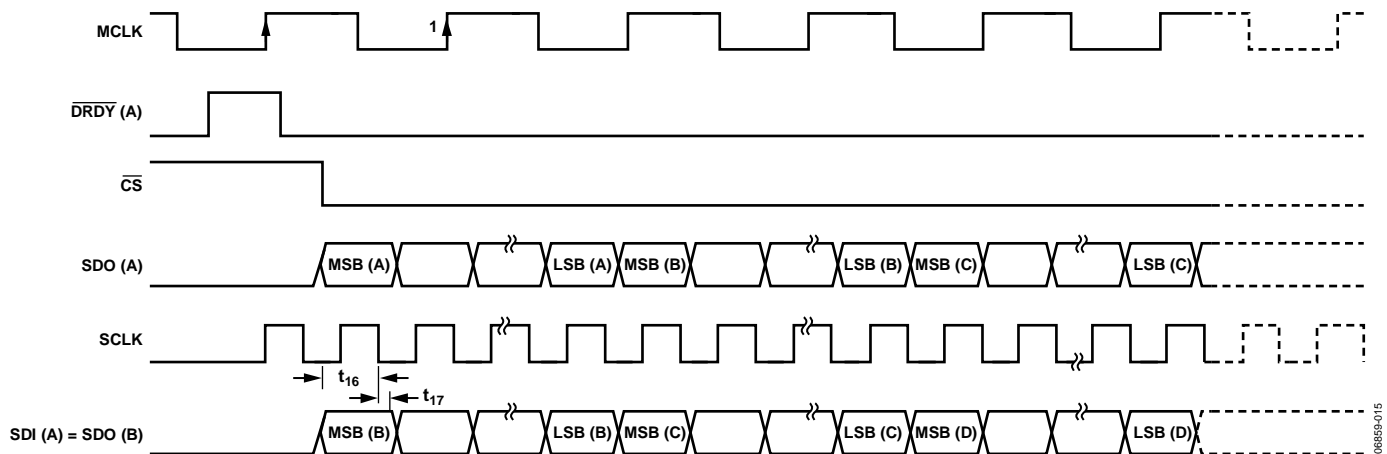 MCLK
1
DRDY (A)
CS
SDO (A)
MSB (A)
LSB (A)
MSB (B)
LSB (B)
MSB (C)
LSB (C)
SCLK
t16
t17
SDI (A) = SDO (B)
MSB (B)
LSB (B)
MSB (C)
LSB (C)
MSB (D)
LSB (D)
06859-015